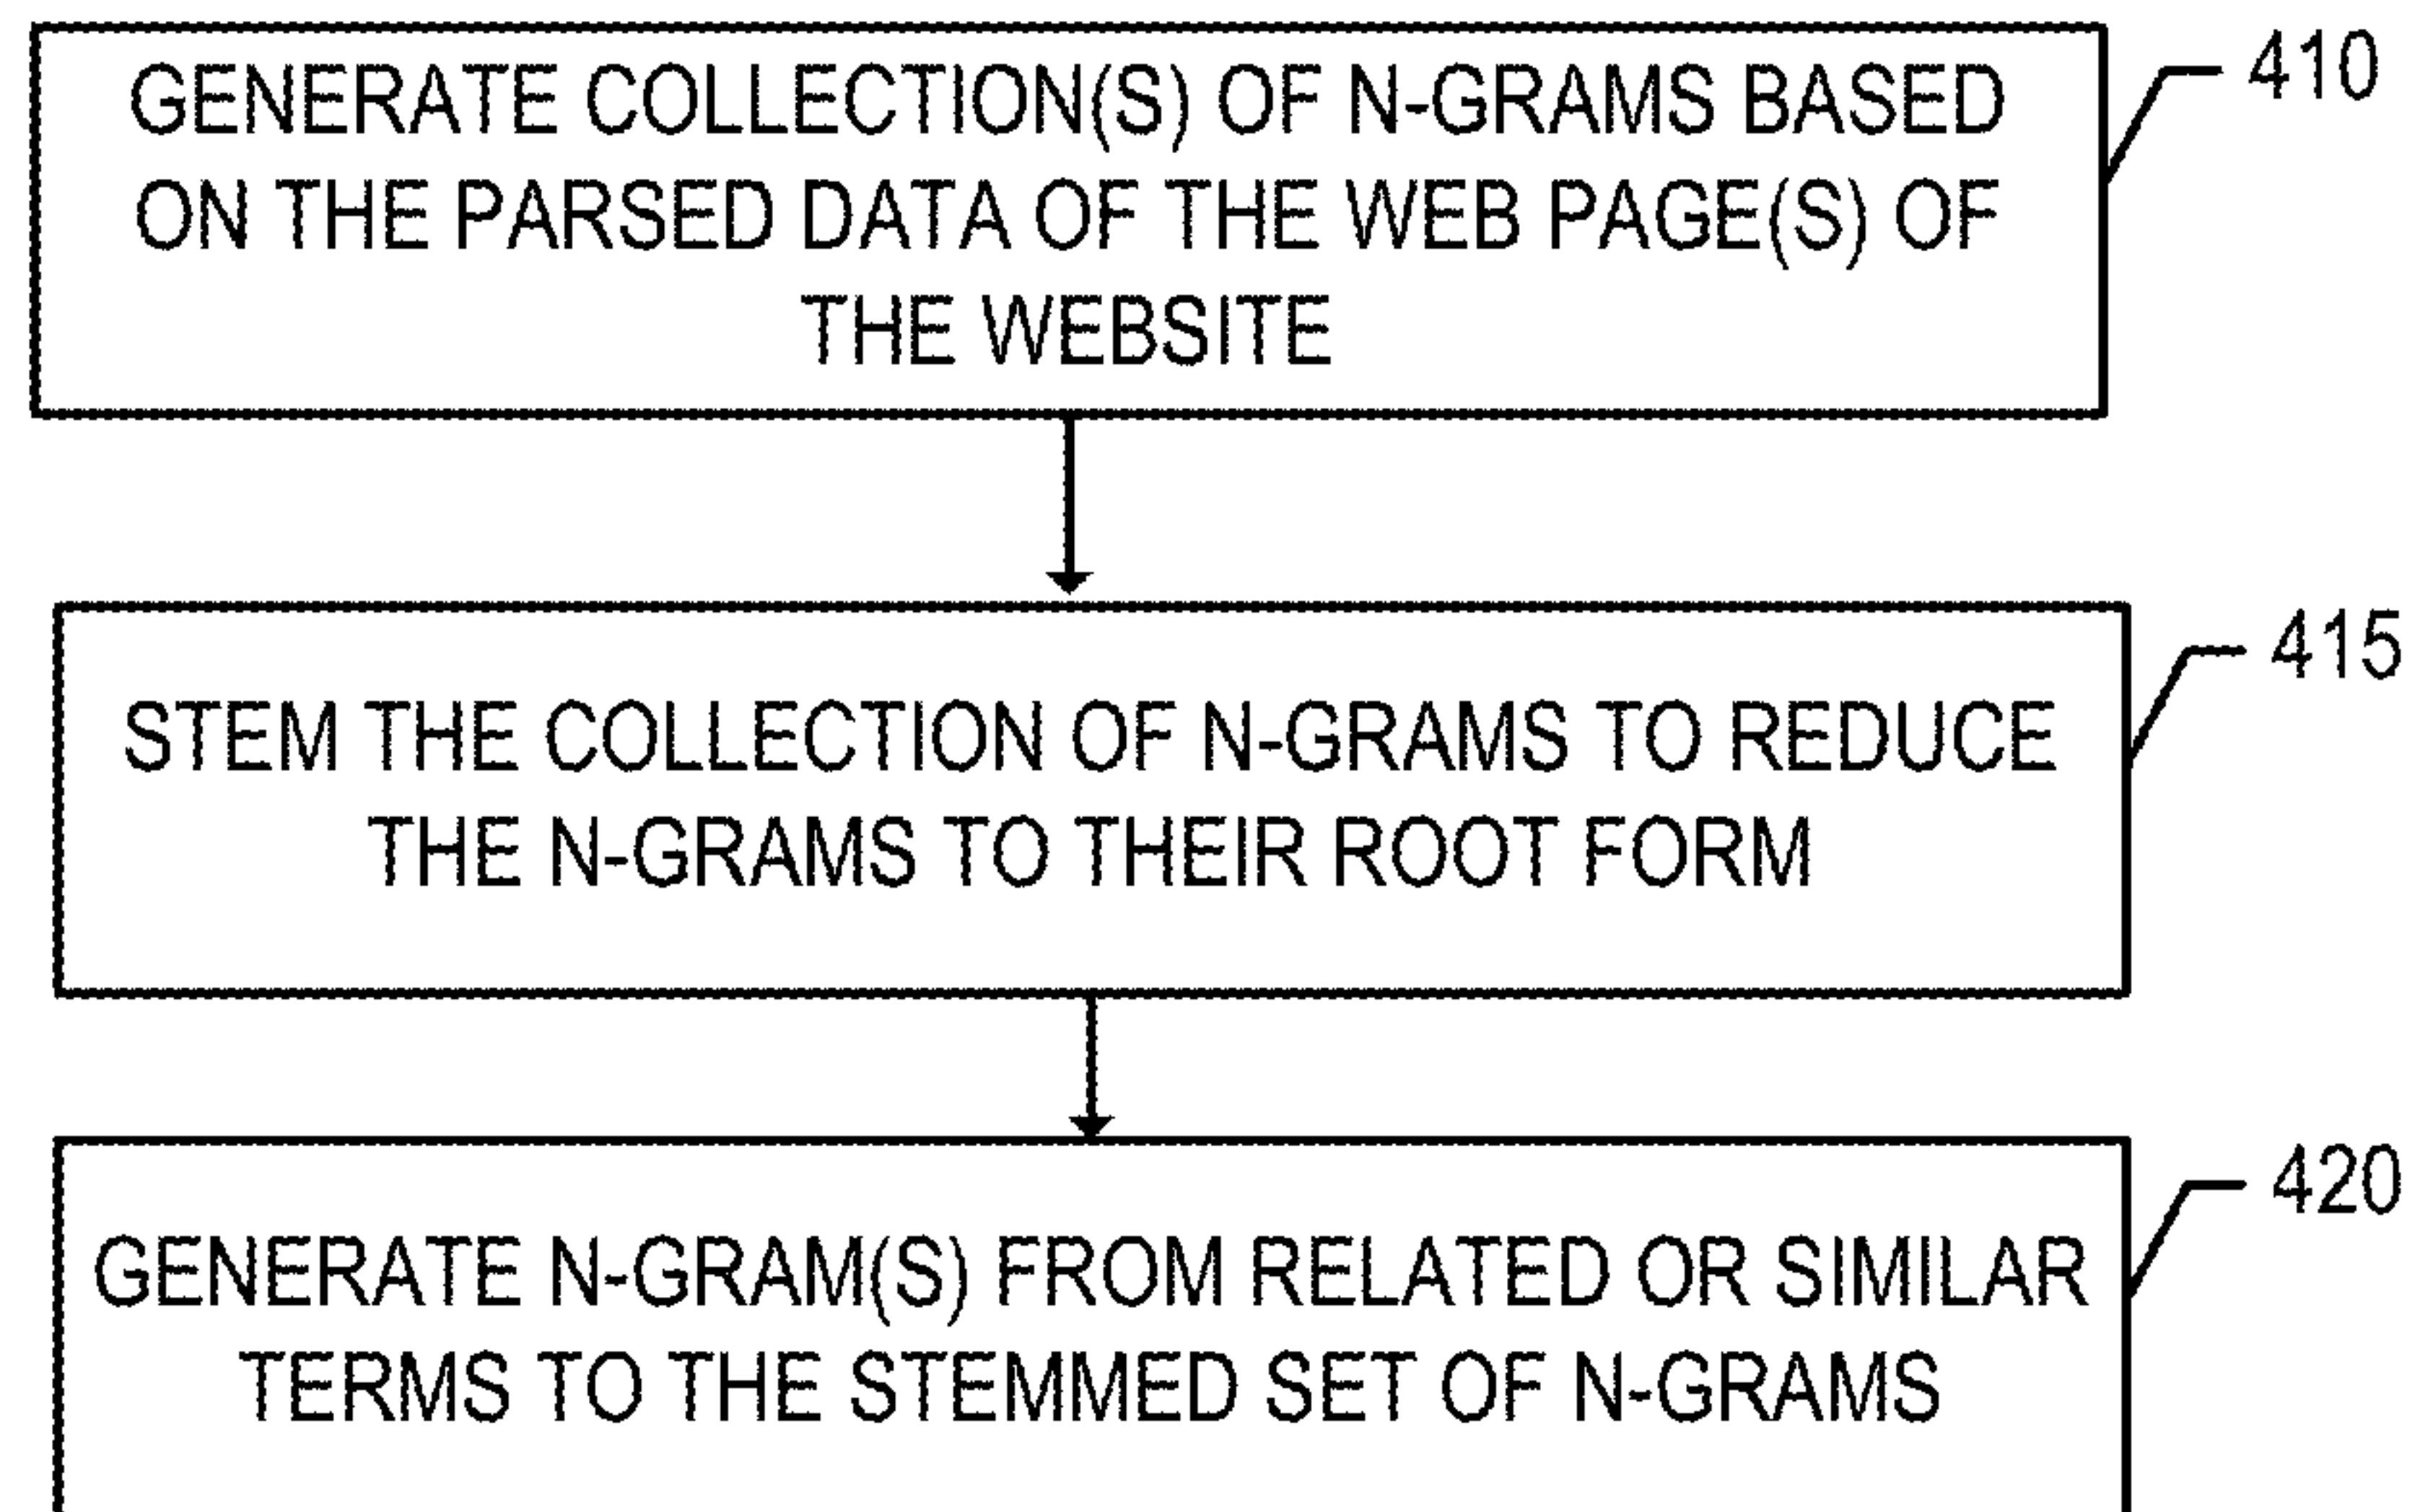 GENERATE COLLECTION(S) OF N-GRAMS BASED
ON THE PARSED DATA OF THE WEB PAGE(S) OF
THE WEBSITE
410
STEM THE COLLECTION OF N-GRAMS TO REDUCE
THE N-GRAMS TO THEIR ROOT FORM
415
GENERATE N-GRAM(S) FROM RELATED OR SIMILAR
TERMS TO THE STEMMED SET OF N-GRAMS
420